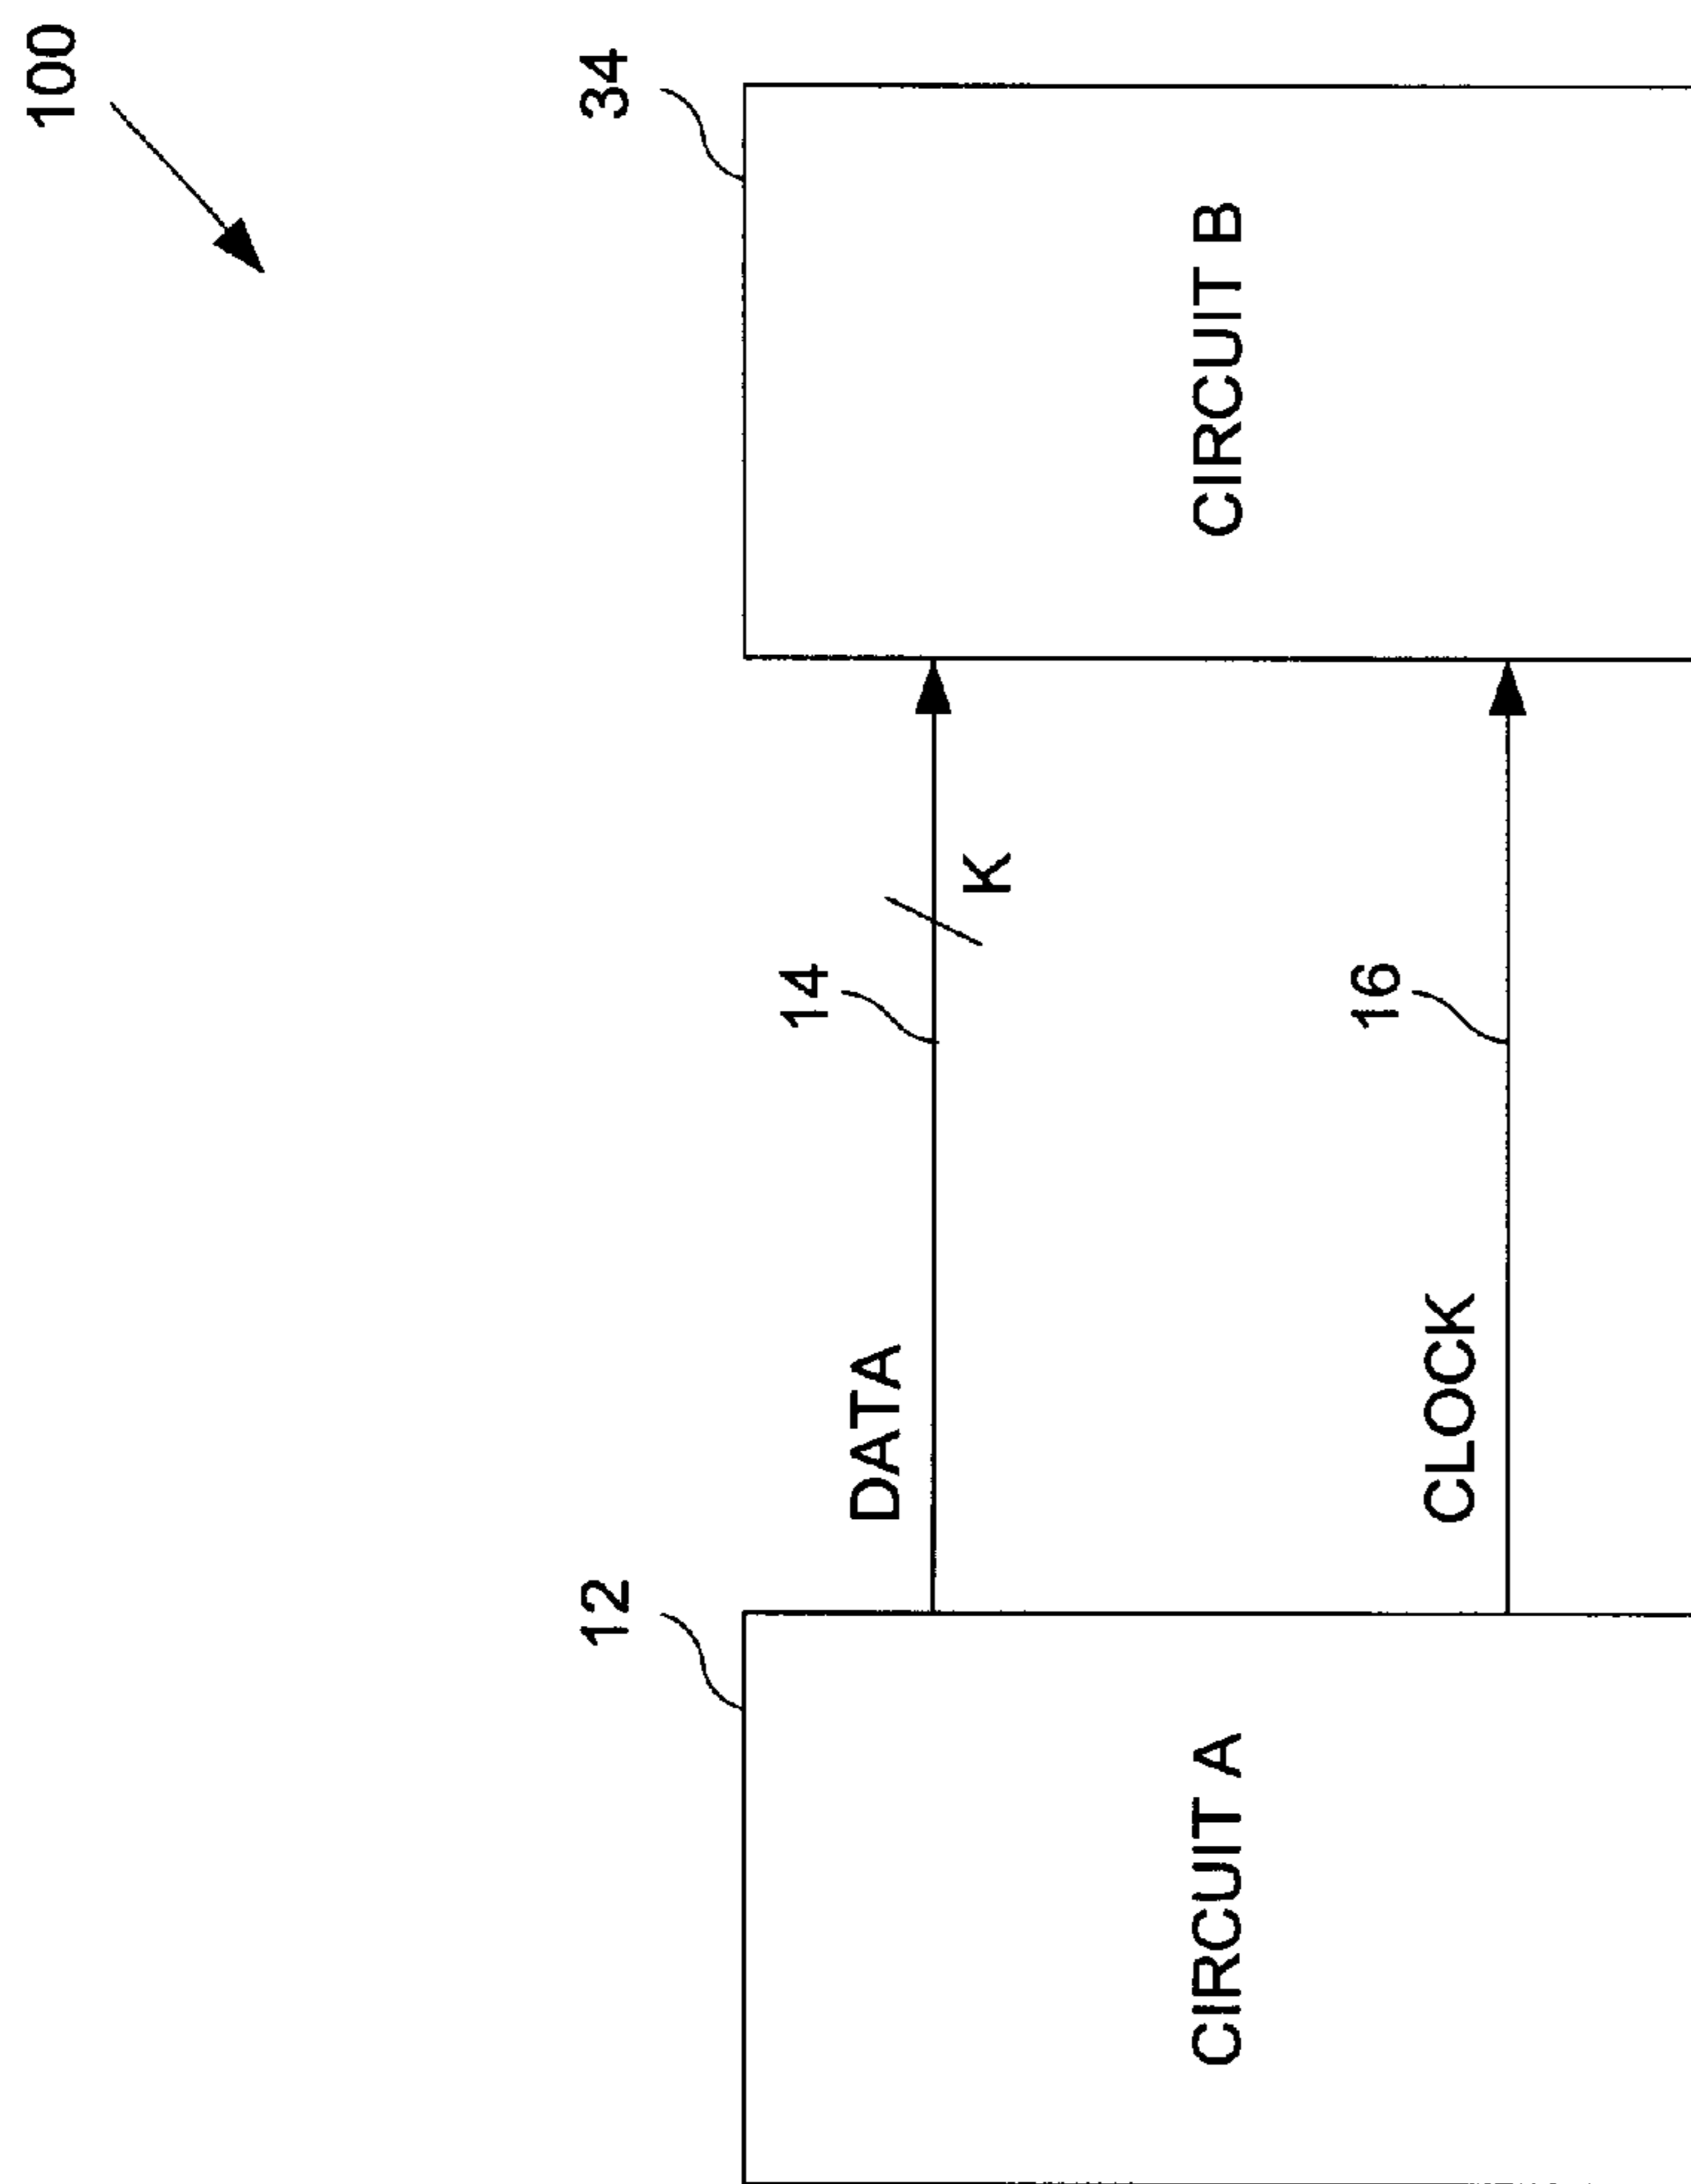 100
12
34
DATA
14
K
CIRCUIT A
CIRCUIT B
16
CLOCK